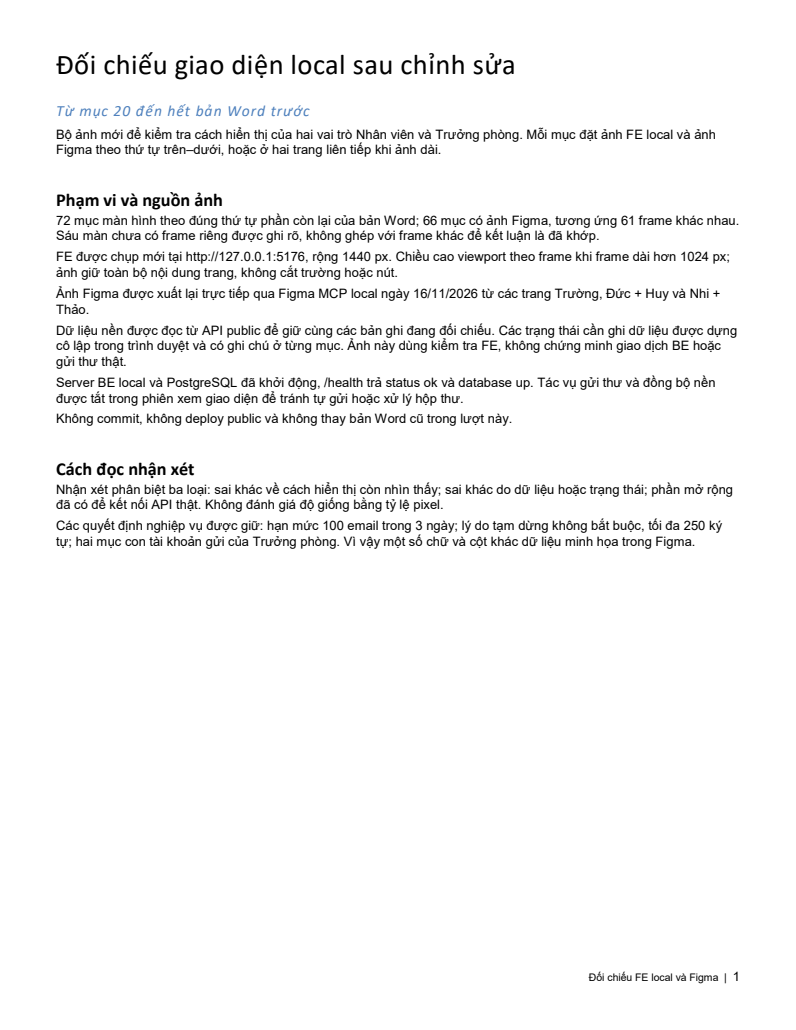 Đối chiếu giao diện local sau chỉnh sửa
Từ mục 20 đến hết bản Word trước
Bộ ảnh mới để kiểm tra cách hiển thị của hai vai trò Nhân viên và Trưởng phòng. Mỗi mục đặt ảnh FE local và ảnh
Figma theo thứ tự trên–dưới, hoặc ở hai trang liên tiếp khi ảnh dài.
Phạm vi và nguồn ảnh
72 mục màn hình theo đúng thứ tự phần còn lại của bản Word; 66 mục có ảnh Figma, tương ứng 61 frame khác nhau.
Sáu màn chưa có frame riêng được ghi rõ, không ghép với frame khác để kết luận là đã khớp.
FE được chụp mới tại http://127.0.0.1:5176, rộng 1440 px. Chiều cao viewport theo frame khi frame dài hơn 1024 px;
ảnh giữ toàn bộ nội dung trang, không cắt trường hoặc nút.
Ảnh Figma được xuất lại trực tiếp qua Figma MCP local ngày 16/11/2026 từ các trang Trường, Đức + Huy và Nhi +
Thảo.
Dữ liệu nền được đọc từ API public để giữ cùng các bản ghi đang đối chiếu. Các trạng thái cần ghi dữ liệu được dựng
cô lập trong trình duyệt và có ghi chú ở từng mục. Ảnh này dùng kiểm tra FE, không chứng minh giao dịch BE hoặc
gửi thư thật.
Server BE local và PostgreSQL đã khởi động, /health trả status ok và database up. Tác vụ gửi thư và đồng bộ nền
được tắt trong phiên xem giao diện để tránh tự gửi hoặc xử lý hộp thư.
Không commit, không deploy public và không thay bản Word cũ trong lượt này.
Cách đọc nhận xét
Nhận xét phân biệt ba loại: sai khác về cách hiển thị còn nhìn thấy; sai khác do dữ liệu hoặc trạng thái; phần mở rộng
đã có để kết nối API thật. Không đánh giá độ giống bằng tỷ lệ pixel.
Các quyết định nghiệp vụ được giữ: hạn mức 100 email trong 3 ngày; lý do tạm dừng không bắt buộc, tối đa 250 ký
tự; hai mục con tài khoản gửi của Trưởng phòng. Vì vậy một số chữ và cột khác dữ liệu minh họa trong Figma.
Đối chiếu FE local và Figma | 1